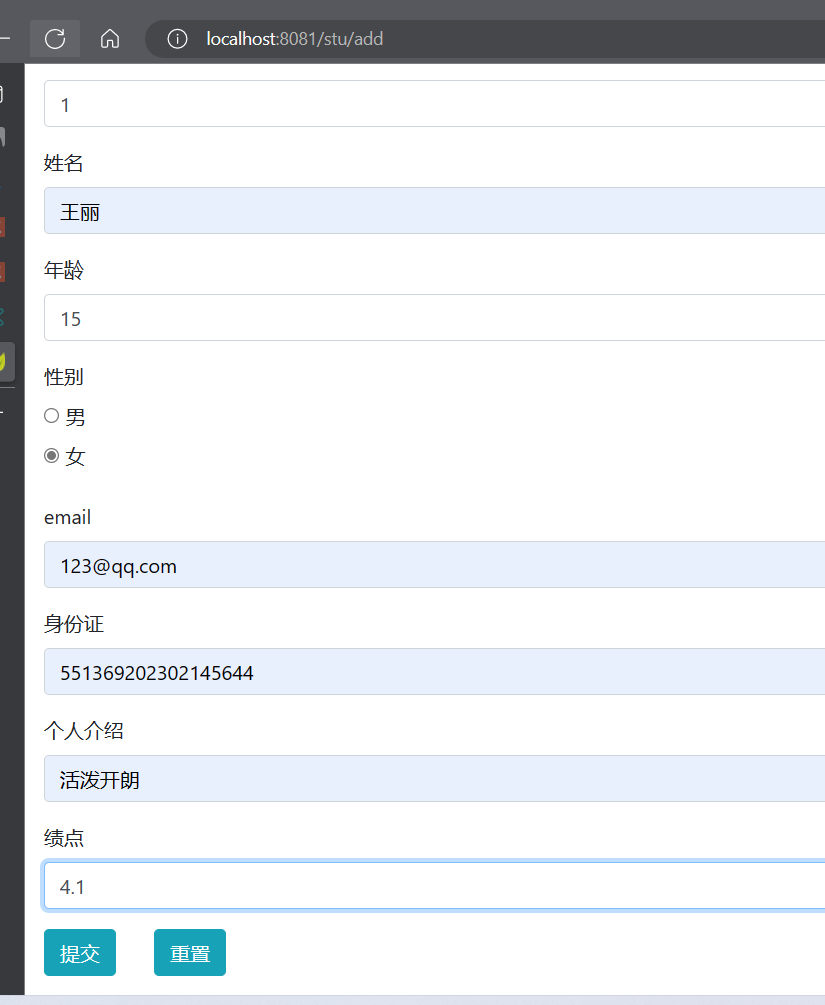 localhost:8081/stu/add
1
姓名
王丽
年龄
15
性别
男
女
email
123@qq.com
身份证
551369202302145644
个人介绍
活泼开朗
绩点
4.1
提交 重置